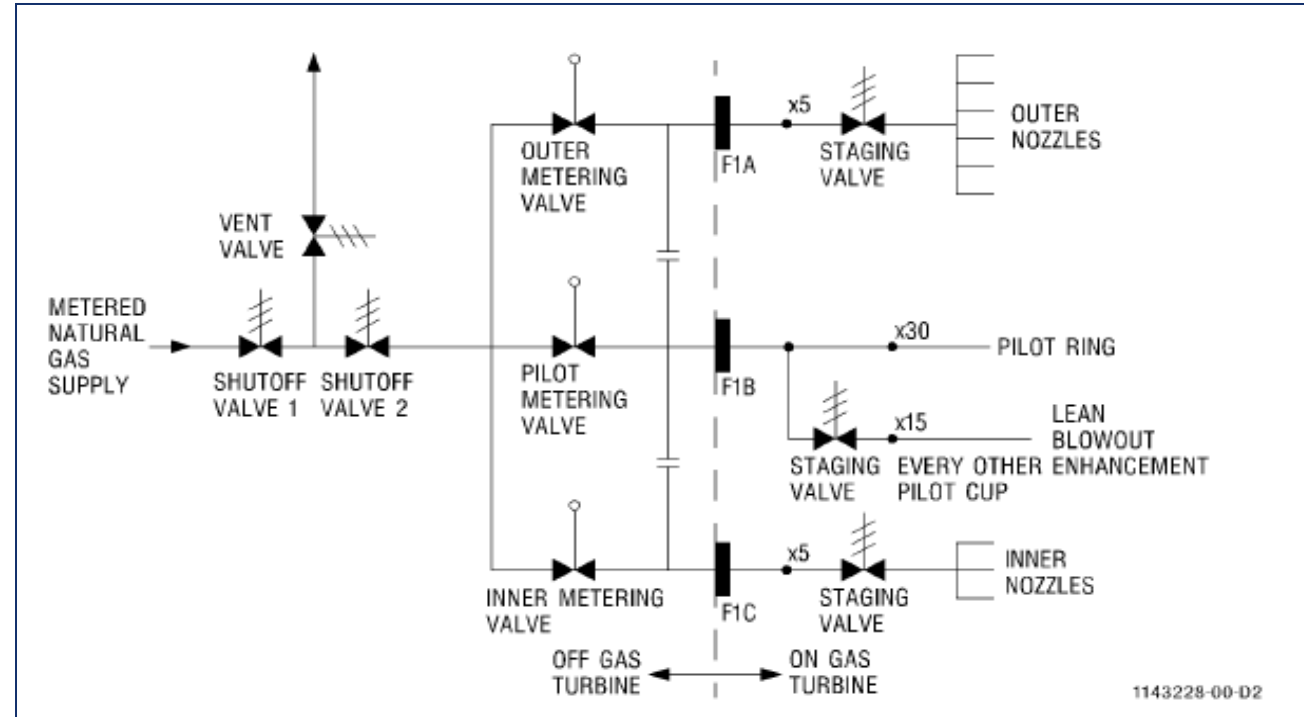 x5
OUTER
NOZZLES
OUTER
METERING
VALVE
F1A
STAGING
VALVE
VENT
VALVE
METERED
NATURAL
GAS
SUPPLY
SHUTOFF
VALVE 1
SHUTOFF
VALVE 2
PILOT
METERING
VALVE
F1B
x30
PILOT RING
x15
LEAN
BLOWOUT
ENHANCEMENT
STAGING
VALVE
EVERY OTHER
PILOT CUP
x5
INNER
NOZZLES
INNER METERING
VALVE
F1C
STAGING
VALVE
OFF GAS
TURBINE
ON GAS
TURBINE
1143228-00-D2